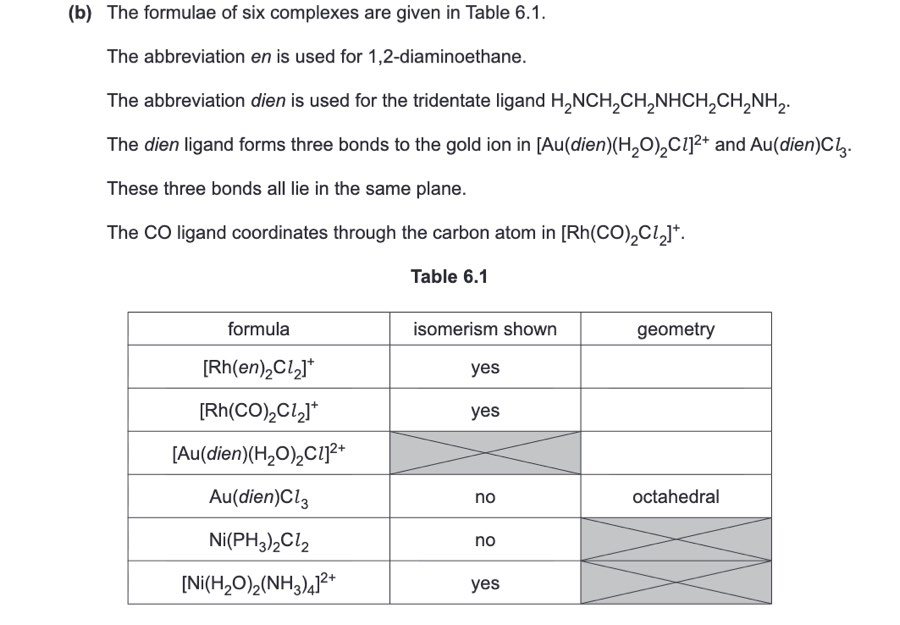 (b) The formulae of six complexes are given in Table 6.1.
The abbreviation en is used for 1,2-diaminoethane.
The abbreviation dien is used for the tridentate ligand H₂NCH₂CH₂NHCH₂CH₂NH₂.
The dien ligand forms three bonds to the gold ion in [Au(dien)(H₂O)₂Cl]²⁺ and Au(dien)Cl₃.
These three bonds all lie in the same plane.
The CO ligand coordinates through the carbon atom in [Rh(CO)₂Cl₂]⁺.
Table 6.1
formula isomerism shown geometry
[Rh(en)₂Cl₂]⁺ yes
[Rh(CO)₂Cl₂]⁺ yes
[Au(dien)(H₂O)₂Cl]²⁺
Au(dien)Cl₃ no octahedral
Ni(PH₃)₂Cl₂ no
[Ni(H₂O)₂(NH₃)₄]²⁺ yes